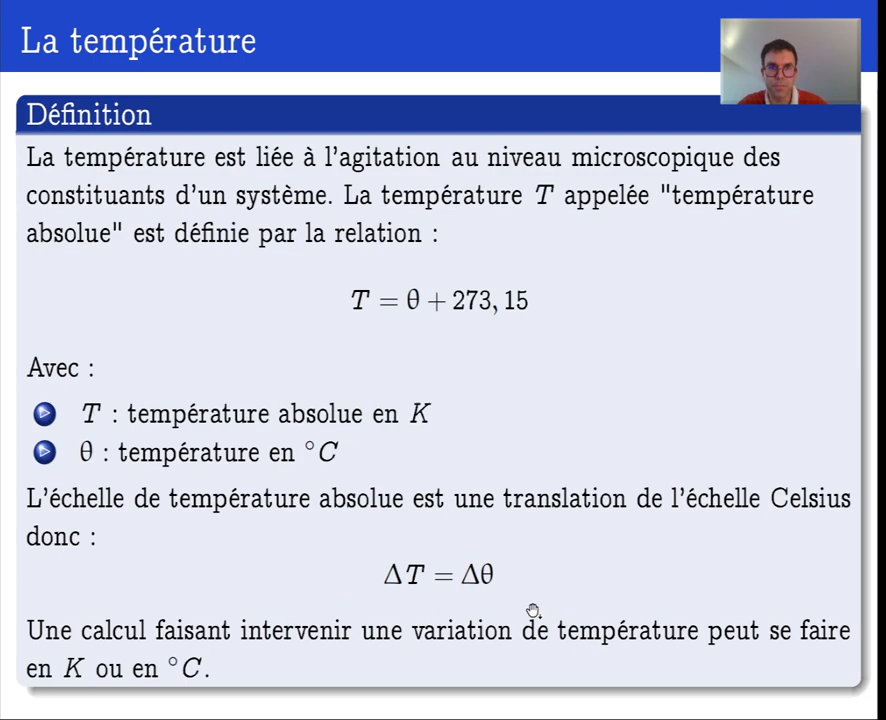 La température
Définition
La température est liée à l'agitation au niveau microscopique des
constituants d'un système. La température T appelée "température
absolue" est définie par la relation :
T = θ + 273, 15
Avec :
T : température absolue en K
θ : température en °C
L'échelle de température absolue est une translation de l'échelle Celsius
donc :
ΔT = Δθ
Une calcul faisant intervenir une variation de température peut se faire
en K ou en °C.